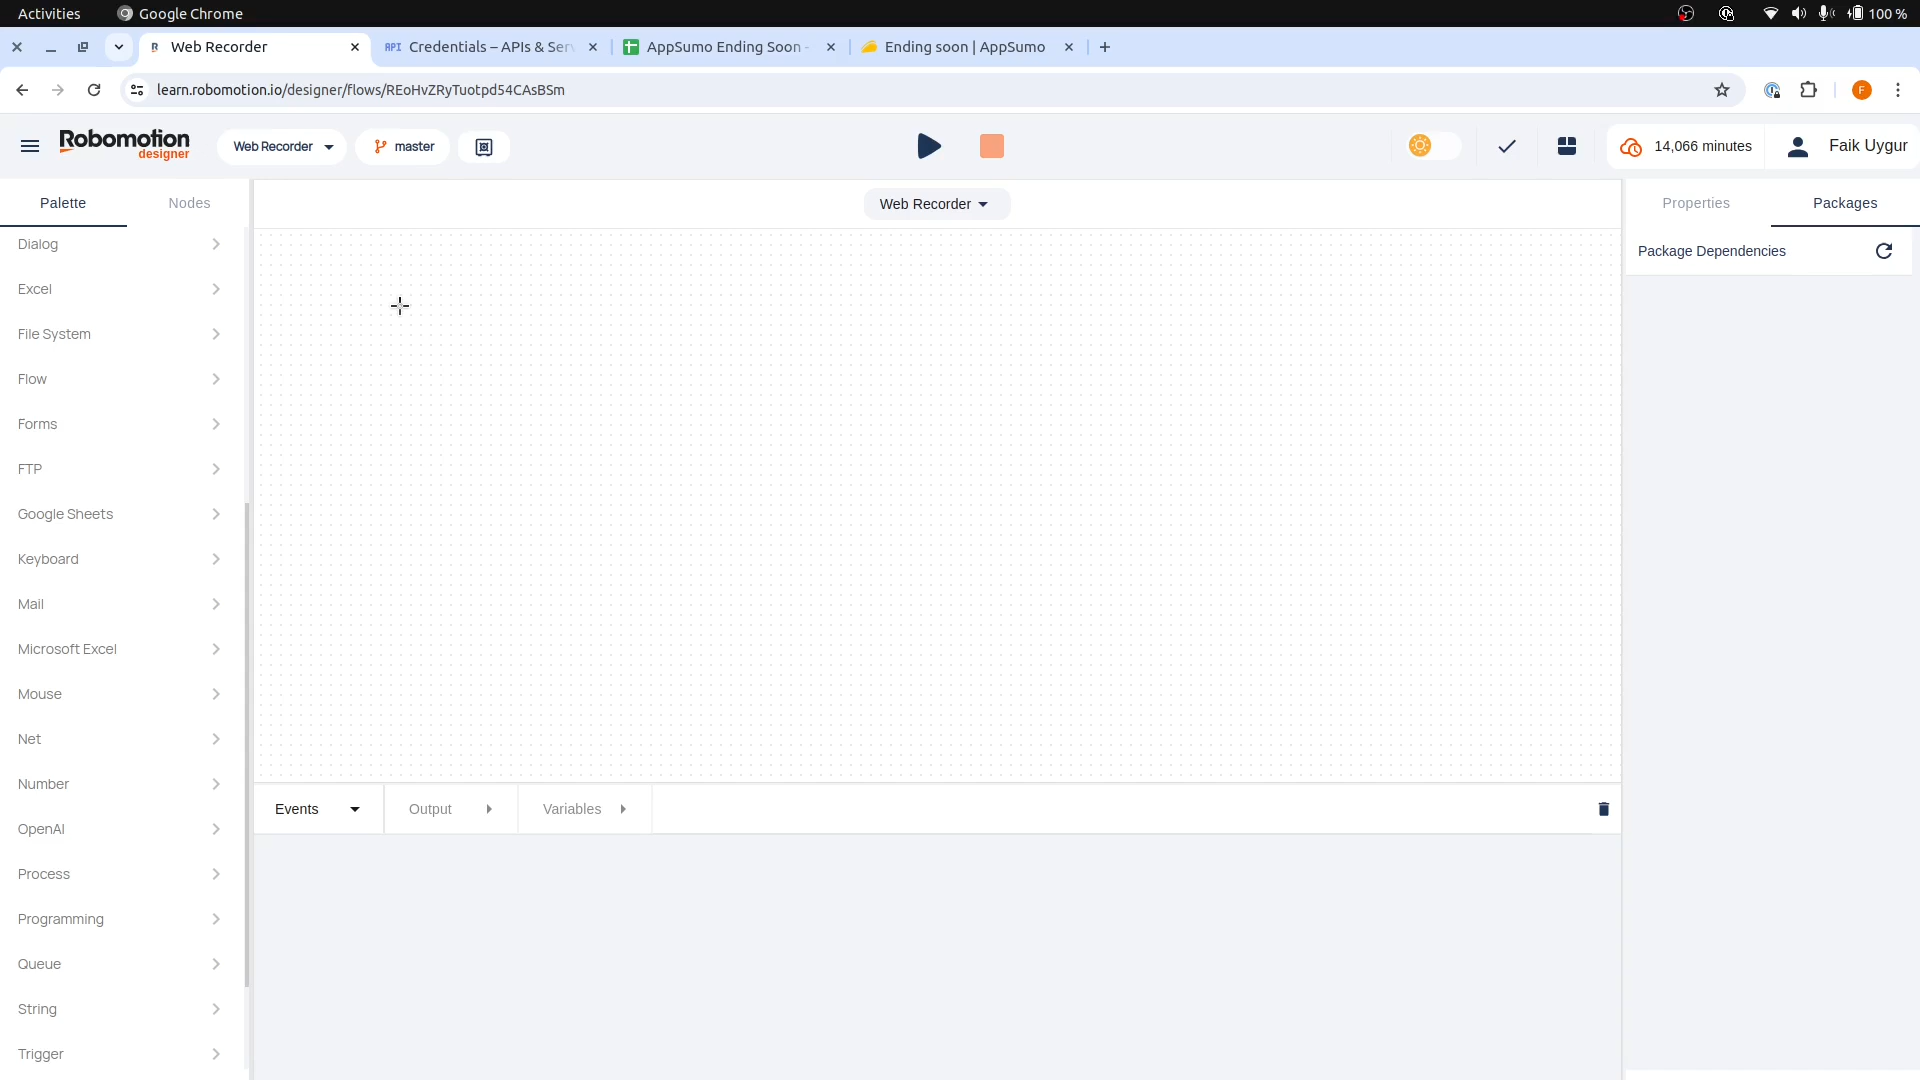 Activities
Google Chrome
100 %
Web Recorder
API Credentials – APIs & Serv
AppSumo Ending Soon -
Ending soon | AppSumo
learn.robomotion.io/designer/flows/REoHvZRyTuotpd54CAsBSm
F
Robomotion
designer
Web Recorder
master
14,066 minutes
Faik Uygur
Palette
Nodes
Web Recorder
Properties
Packages
Package Dependencies
Dialog
Excel
File System
Flow
Forms
FTP
Google Sheets
Keyboard
Mail
Microsoft Excel
Mouse
Net
Number
OpenAI
Process
Programming
Queue
String
Trigger
Events
Output
Variables